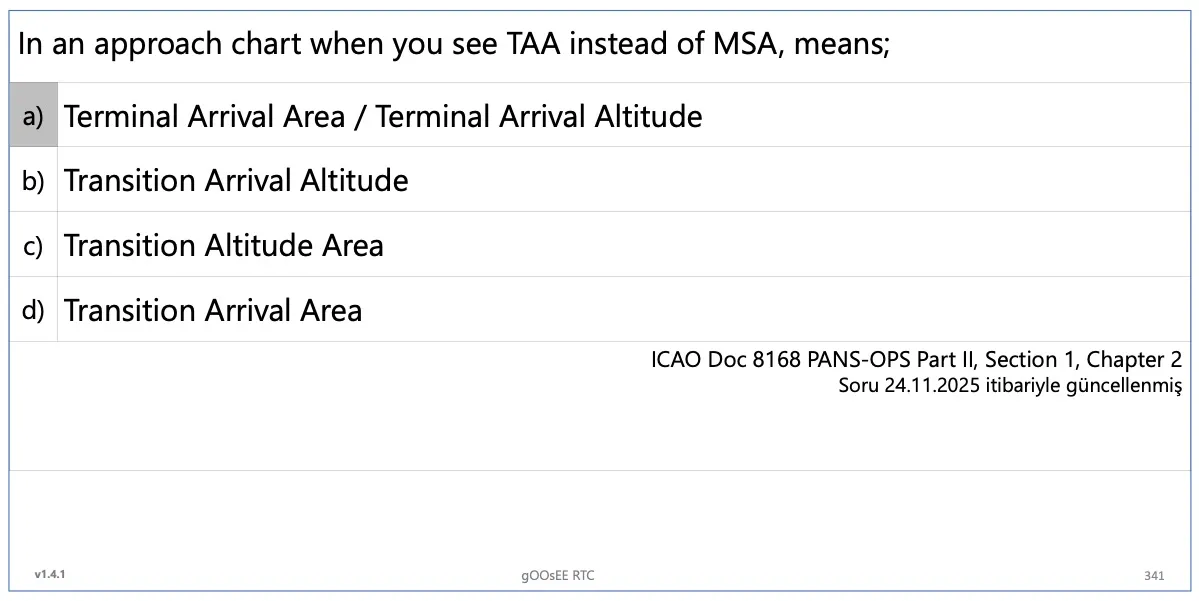 In an approach chart when you see TAA instead of MSA, means;
a) Terminal Arrival Area / Terminal Arrival Altitude
b) Transition Arrival Altitude
c) Transition Altitude Area
d) Transition Arrival Area
ICAO Doc 8168 PANS-OPS Part II, Section 1, Chapter 2
Soru 24.11.2025 itibariyle güncellenmiş
v1.4.1 gOOsEE RTC 341